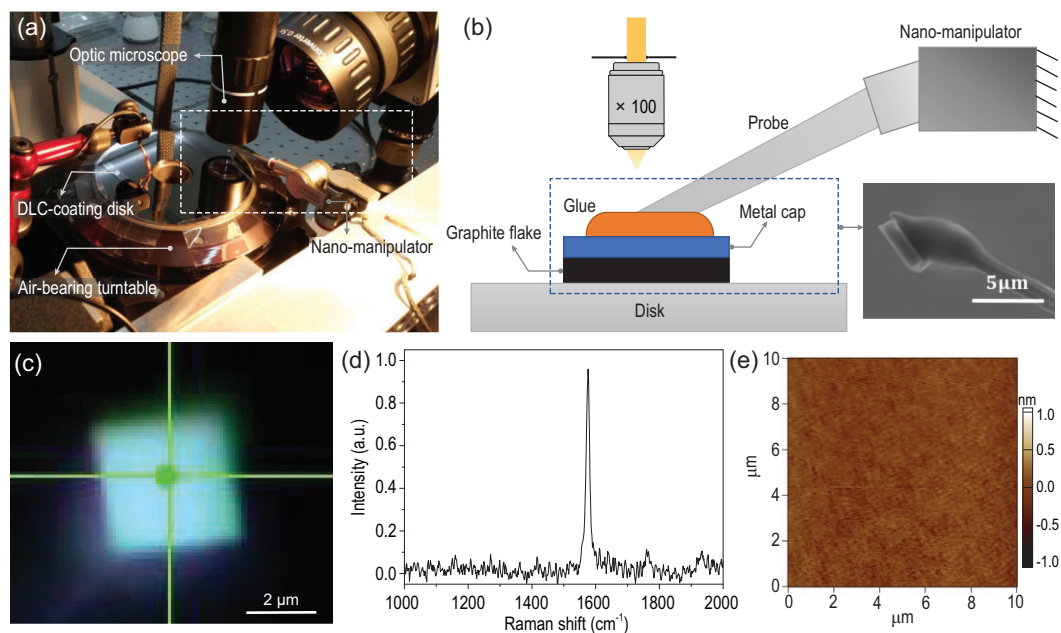 (a)
Optic microscope
Converter 0.5
DLC-coating disk
Nano-manipulator
Air-bearing turntable
(b)
Nano-manipulator
× 100
Probe
Glue
Metal cap
Graphite flake
Disk
5μm
(c)
2 μm
(d)
Intensity (a.u.)
1.0
0.8
0.6
0.4
0.2
0.0
1000 1200 1400 1600 1800 2000
Raman shift (cm⁻¹)
(e)
μm
10
8
6
4
2
0
0 2 4 6 8 10
μm
nm
1.0
0.5
0.0
-0.5
-1.0